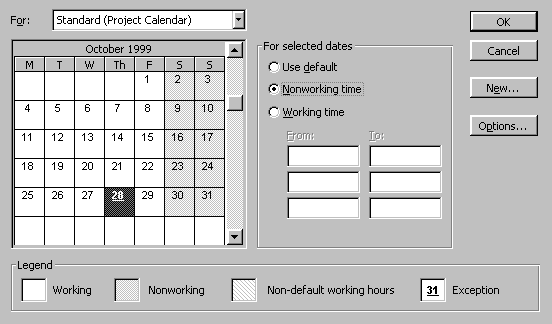 For: Standard (Project Calendar)
OK
Cancel
New...
Options...
October 1999
M T W Th F S S
1 2 3
4 5 6 7 8 9 10
11 12 13 14 15 16 17
18 19 20 21 22 23 24
25 26 27 28 29 30 31
For selected dates
Use default
Nonworking time
Working time
From: To:
Legend
Working
Nonworking
Non-default working hours
31 Exception